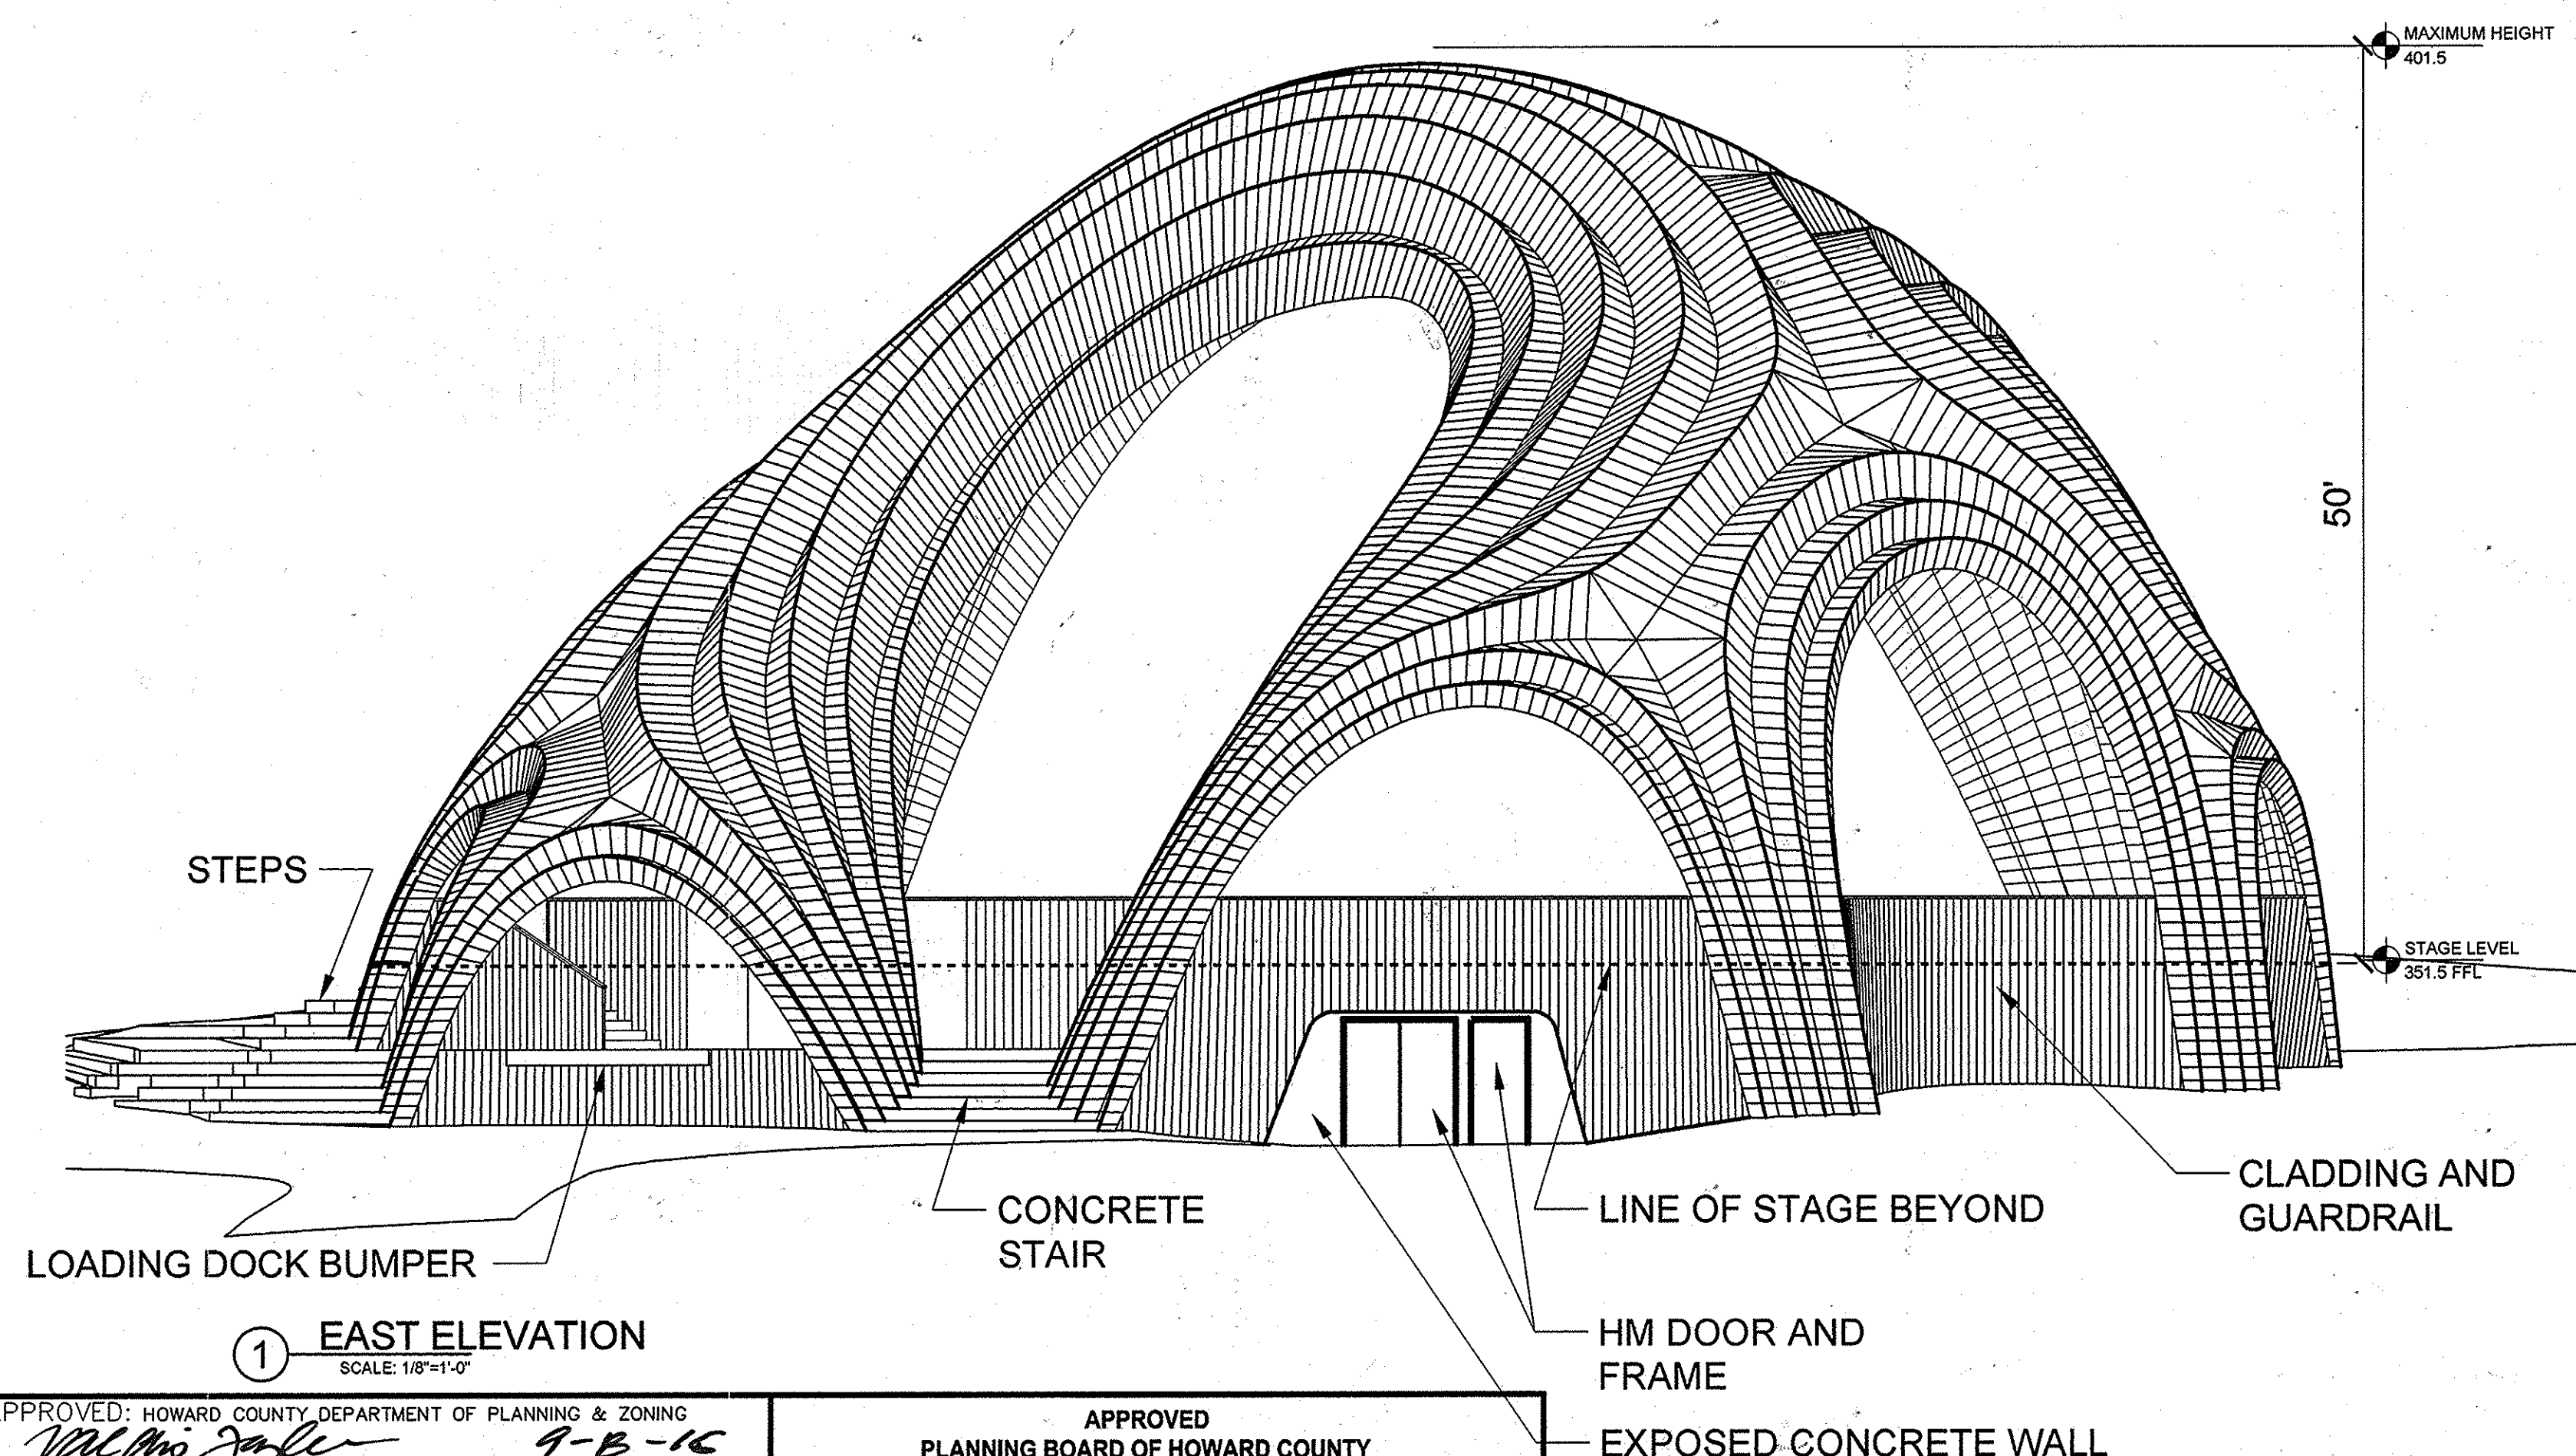 MAXIMUM HEIGHT
401.5
50'
STEPS
STAGE LEVEL
351.5 FFL
CLADDING AND
GUARDRAIL
CONCRETE
STAIR
LINE OF STAGE BEYOND
LOADING DOCK BUMPER
HM DOOR AND
FRAME
1 EAST ELEVATION
SCALE: 1/8"=1'-0"
APPROVED: HOWARD COUNTY DEPARTMENT OF PLANNING & ZONING
APPROVED
PLANNING BOARD OF HOWARD COUNTY
EXPOSED CONCRETE WALL